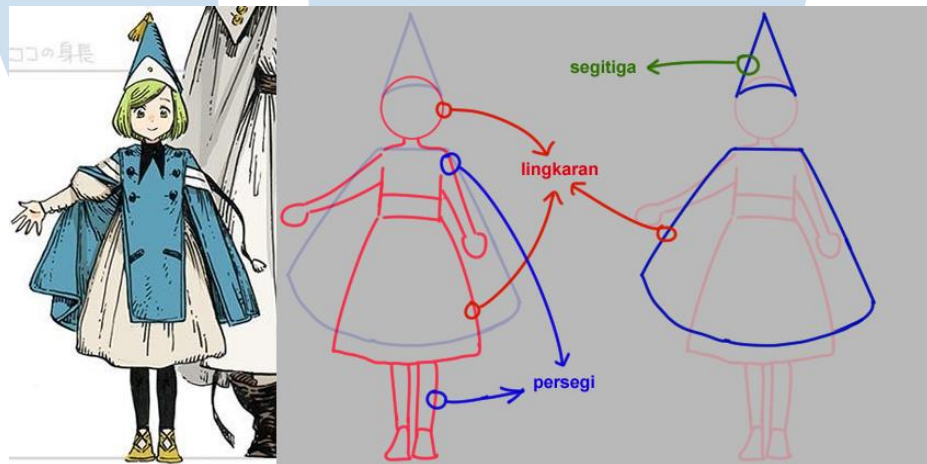 ココの身長
segitiga
lingkaran
persegi